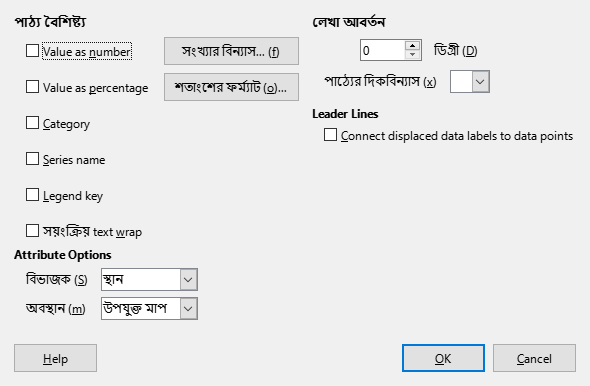 পাঠ্য বৈশিষ্ট্য
Value as number
সংখ্যার বিন্যাস... (f)
Value as percentage
শতাংশের ফর্ম্যাট (o)...
Category
Series name
Legend key
সয়ংক্রিয় text wrap
Attribute Options
বিভাজক (S)
স্থান
অবস্থান (m)
উপযুক্ত মাপ
লেখা আবর্তন
0
ডিগ্রী (D)
পাঠ্যের দিকবিন্যাস (x)
Leader Lines
Connect displaced data labels to data points
Help
OK
Cancel